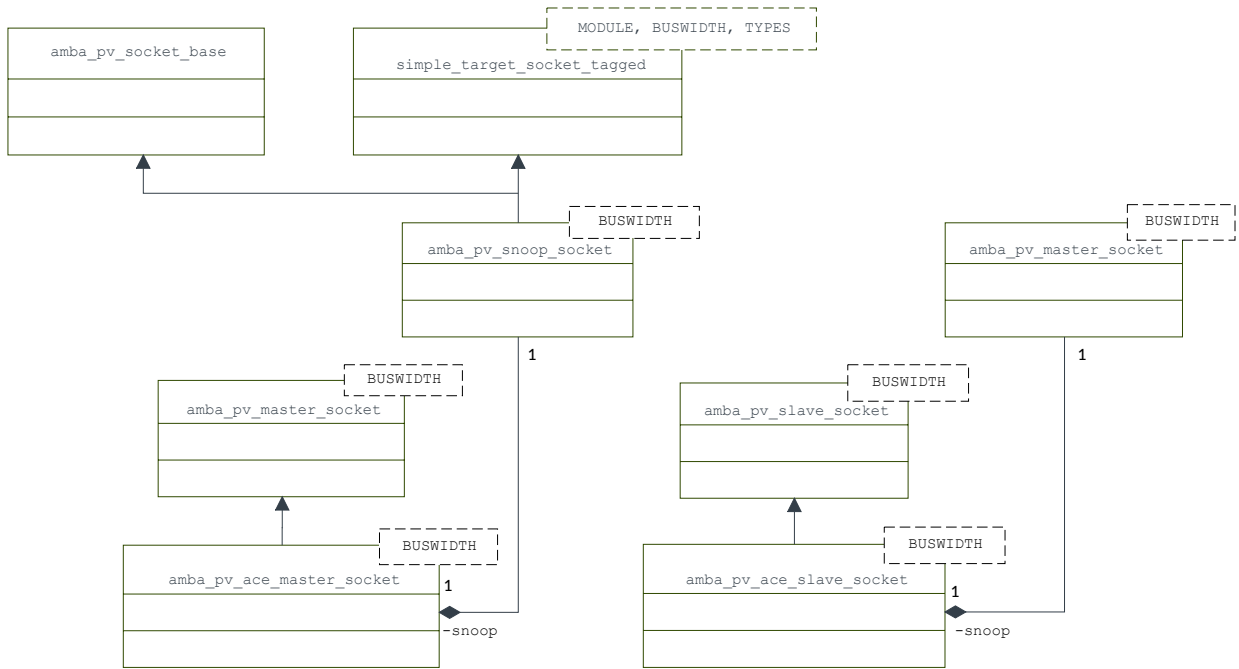 MODULE, BUSWIDTH, TYPES
amba_pv_socket_base
simple_target_socket_tagged
BUSWIDTH
amba_pv_snoop_socket
BUSWIDTH
amba_pv_master_socket
1
1
BUSWIDTH
amba_pv_master_socket
BUSWIDTH
amba_pv_slave_socket
BUSWIDTH
amba_pv_ace_master_socket
1
-snoop
BUSWIDTH
amba_pv_ace_slave_socket
1
-snoop